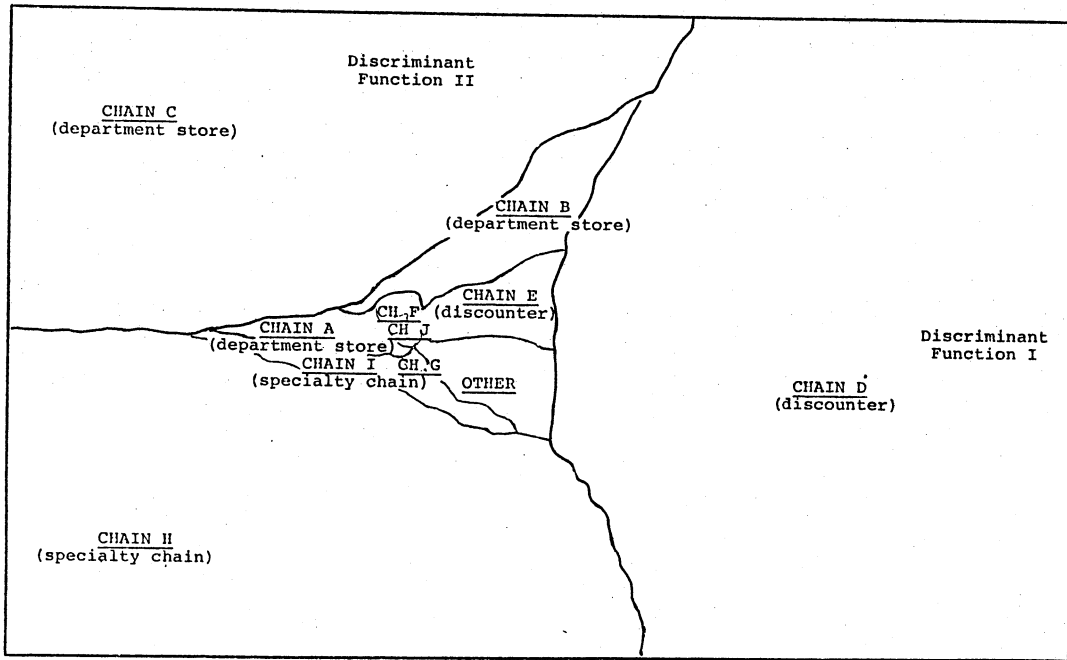 Discriminant
Function II
CHAIN C
(department store)
CHAIN B
(department store)
CHAIN E
(discounter)
CH F
CHAIN A
(department store)
CH J
CHAIN I
(specialty chain)
CH G
OTHER
Discriminant
Function I
CHAIN D
(discounter)
CHAIN H
(specialty chain)